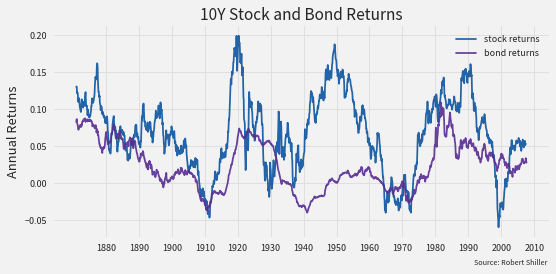 10Y Stock and Bond Returns
stock returns
bond returns
Annual Returns
0.20
0.15
0.10
0.05
0.00
−0.05
1880 1890 1900 1910 1920 1930 1940 1950 1960 1970 1980 1990 2000 2010
Source: Robert Shiller